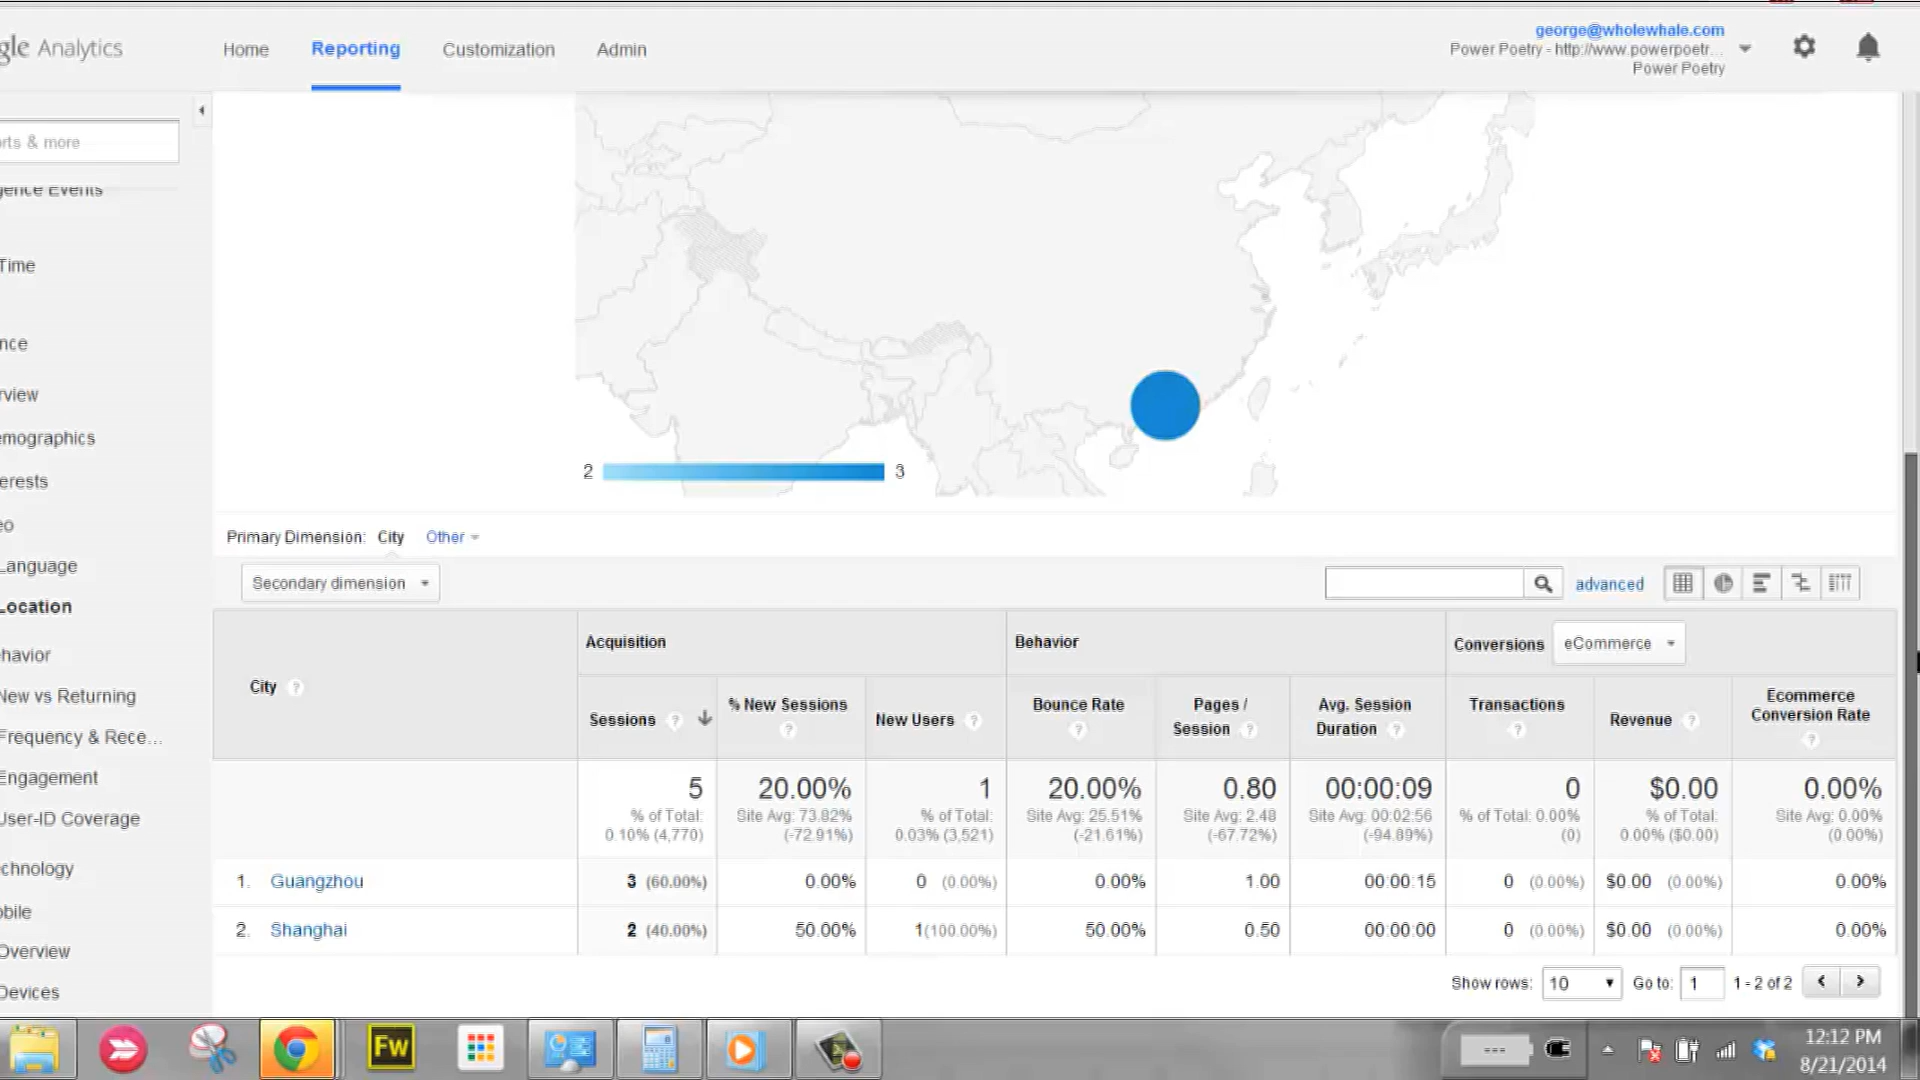 gle Analytics
Home
Reporting
Customization
Admin
george@wholewhale.com
Power Poetry - http://www.powerpoetr...
Power Poetry
rts & more
gence Events
Time
nce
rview
mographics
erests
eo
Language
Location
havior
New vs Returning
Frequency & Rece...
Engagement
User-ID Coverage
chnology
obile
Overview
Devices
2
3
Primary Dimension: City Other
Secondary dimension
advanced
City ?
Acquisition
Behavior
Conversions eCommerce
Sessions ?
% New Sessions ?
New Users ?
Bounce Rate ?
Pages / Session ?
Avg. Session Duration ?
Transactions ?
Revenue ?
Ecommerce Conversion Rate ?
5
% of Total: 0.10% (4,770)
20.00%
Site Avg: 73.82% (-72.91%)
1
% of Total: 0.03% (3,521)
20.00%
Site Avg: 25.51% (-21.61%)
0.80
Site Avg: 2.48 (-67.72%)
00:00:09
Site Avg: 00:02:56 (-94.89%)
0
% of Total: 0.00% (0)
$0.00
% of Total: 0.00% ($0.00)
0.00%
Site Avg: 0.00% (0.00%)
1. Guangzhou 3 (60.00%) 0.00% 0 (0.00%) 0.00% 1.00 00:00:15 0 (0.00%) $0.00 (0.00%) 0.00%
2. Shanghai 2 (40.00%) 50.00% 1(100.00%) 50.00% 0.50 00:00:00 0 (0.00%) $0.00 (0.00%) 0.00%
Show rows: 10 Go to: 1 1 - 2 of 2
Fw
---
12:12 PM
8/21/2014